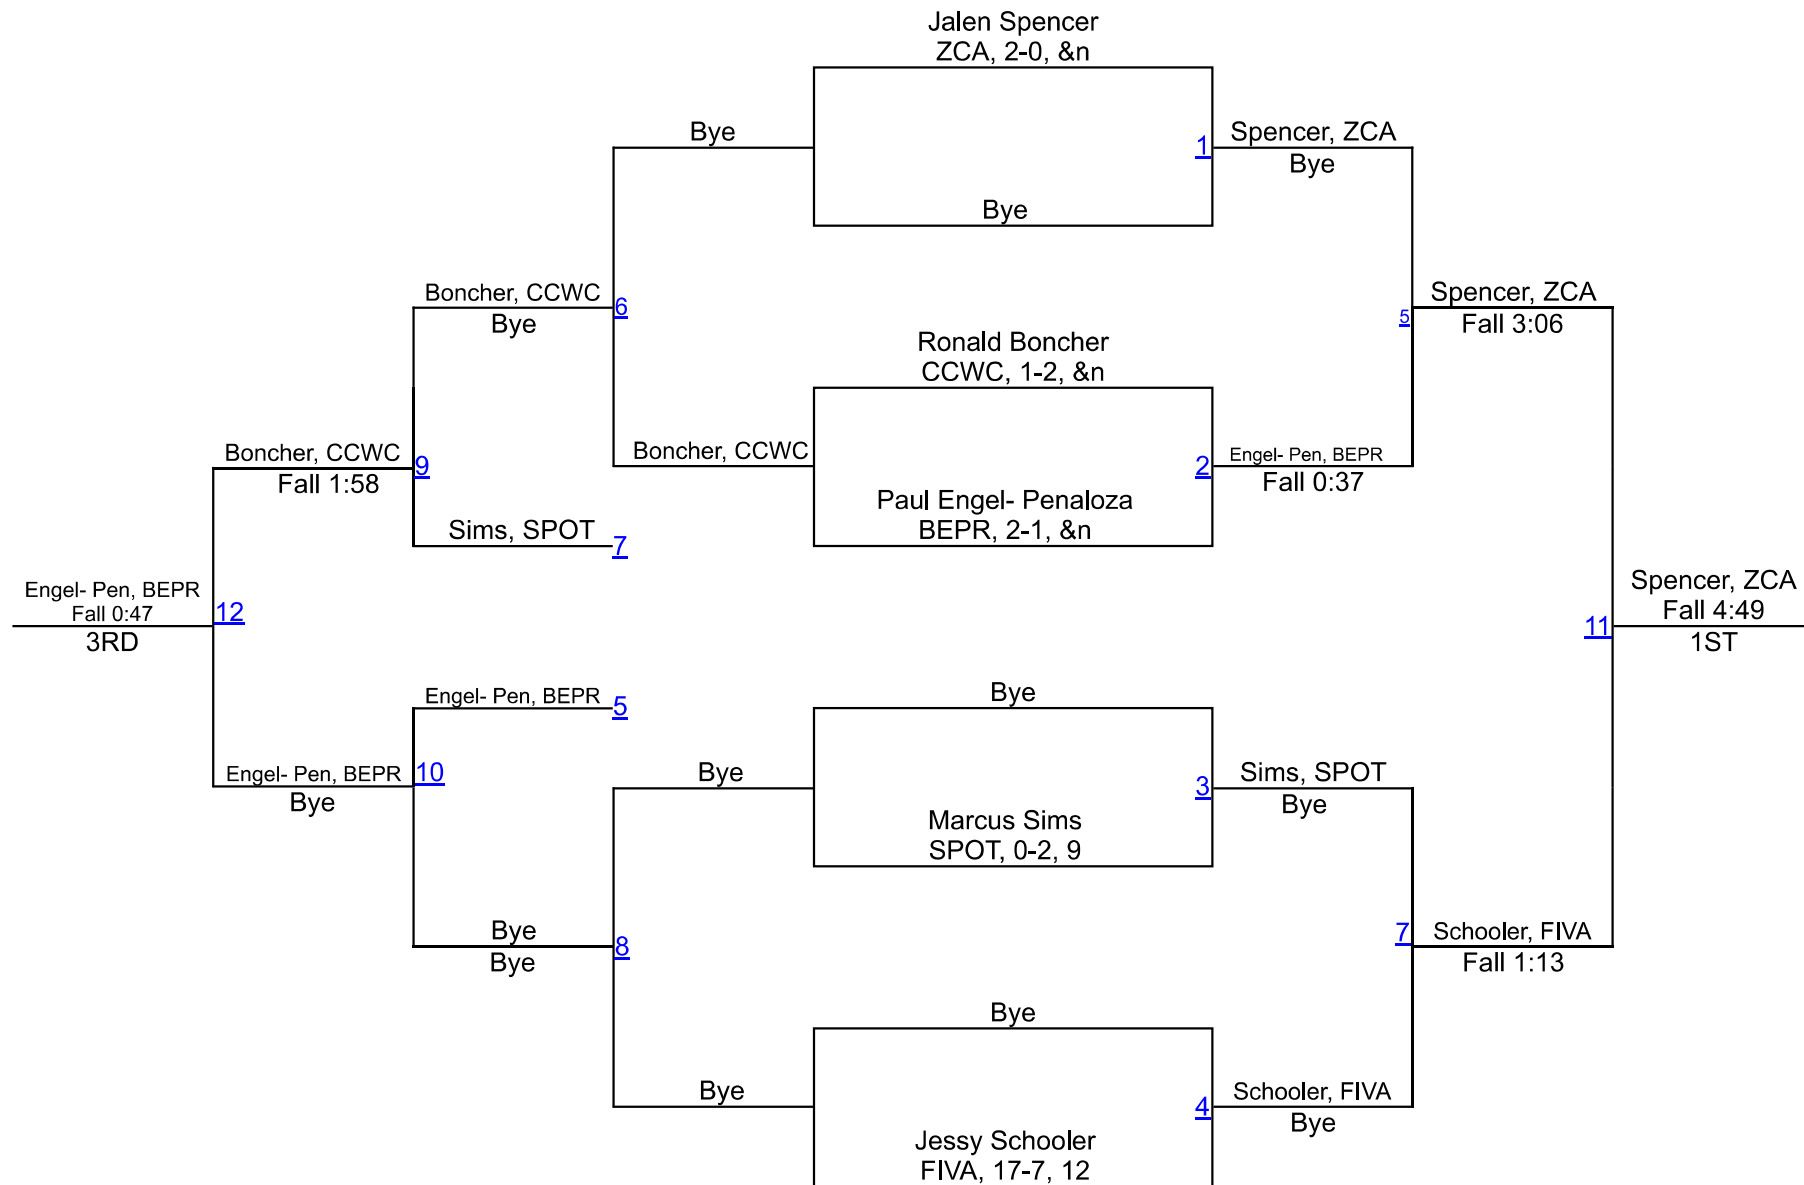 Jalen Spencer
ZCA, 2-0, &n
Bye
1
Spencer, ZCA
Bye
Bye
Boncher, CCWC
Bye
6
5
Spencer, ZCA
Fall 3:06
Ronald Boncher
CCWC, 1-2, &n
Boncher, CCWC
Fall 1:58
9
Boncher, CCWC
2
Engel- Pen, BEPR
Fall 0:37
Paul Engel- Penaloza
BEPR, 2-1, &n
Sims, SPOT
7
Engel- Pen, BEPR
Fall 0:47
3RD
12
11
Spencer, ZCA
Fall 4:49
1ST
Engel- Pen, BEPR
5
Bye
Engel- Pen, BEPR
Bye
10
Bye
3
Sims, SPOT
Bye
Marcus Sims
SPOT, 0-2, 9
Bye
Bye
8
7
Schooler, FIVA
Fall 1:13
Bye
Bye
4
Schooler, FIVA
Bye
Jessy Schooler
FIVA, 17-7, 12